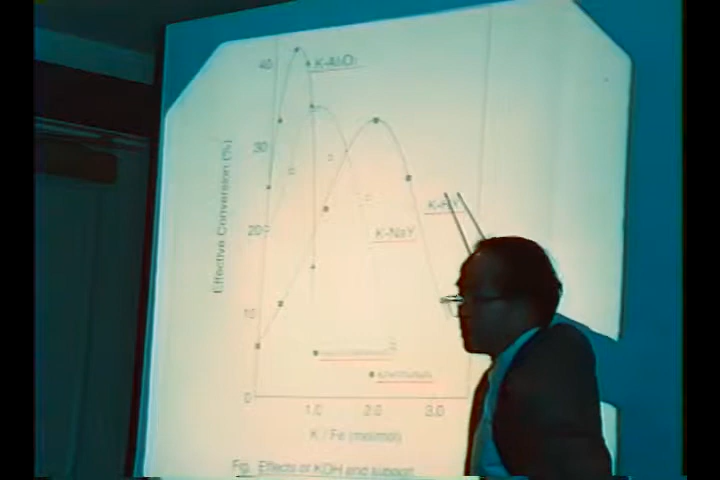 40
K-Al₂O₃
30
Effective Conversion (%)
K-HY
20
K-NaY
10
0
1.0 2.0 3.0
K / Fe (mol/mol)
Fig. Effects of KOH and support